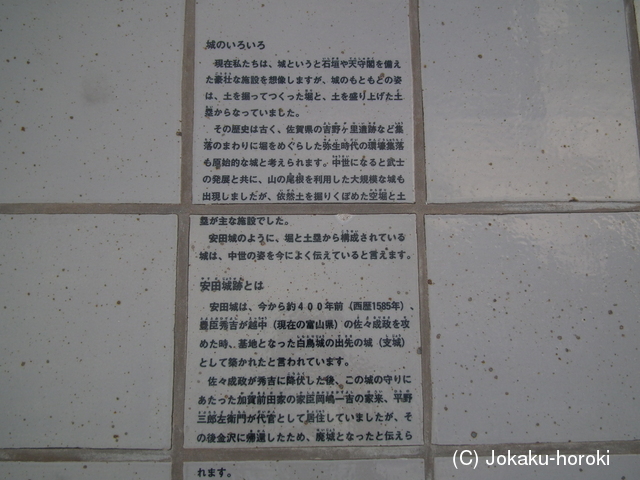 城のいろいろ
現在私たちは、城というと石垣や天守閣を備え
た豪壮な施設を想像しますが、城のもともとの姿
は、土を掘ってつくった堀と、土を盛り上げた土
塁からなっていました。
その歴史は古く、佐賀県の吉野ヶ里遺跡など集
落のまわりに堀をめぐらした弥生時代の環壕集落
も原始的な城と考えられます。中世になると武士
の発展と共に、山の尾根を利用した大規模な城も
出現しましたが、依然土を掘りくぼめた空堀と土
塁が主な施設でした。
安田城のように、堀と土塁から構成されている
城は、中世の姿を今によく伝えていると言えます。
安田城跡とは
安田城は、今から約400年前（西暦1585年）、
豊臣秀吉が越中（現在の富山県）の佐々成政を攻
めた時、基地となった白鳥城の出先の城（支城）
として築かれたと言われています。
佐々成政が秀吉に降伏した後、この城の守りに
あたった加賀前田家の家臣岡嶋一吉の家来、平野
三郎左衛門が代官として居住していましたが、そ
の後金沢に帰還したため、廃城となったと伝えら
れます。
(C) Jokaku-horoki